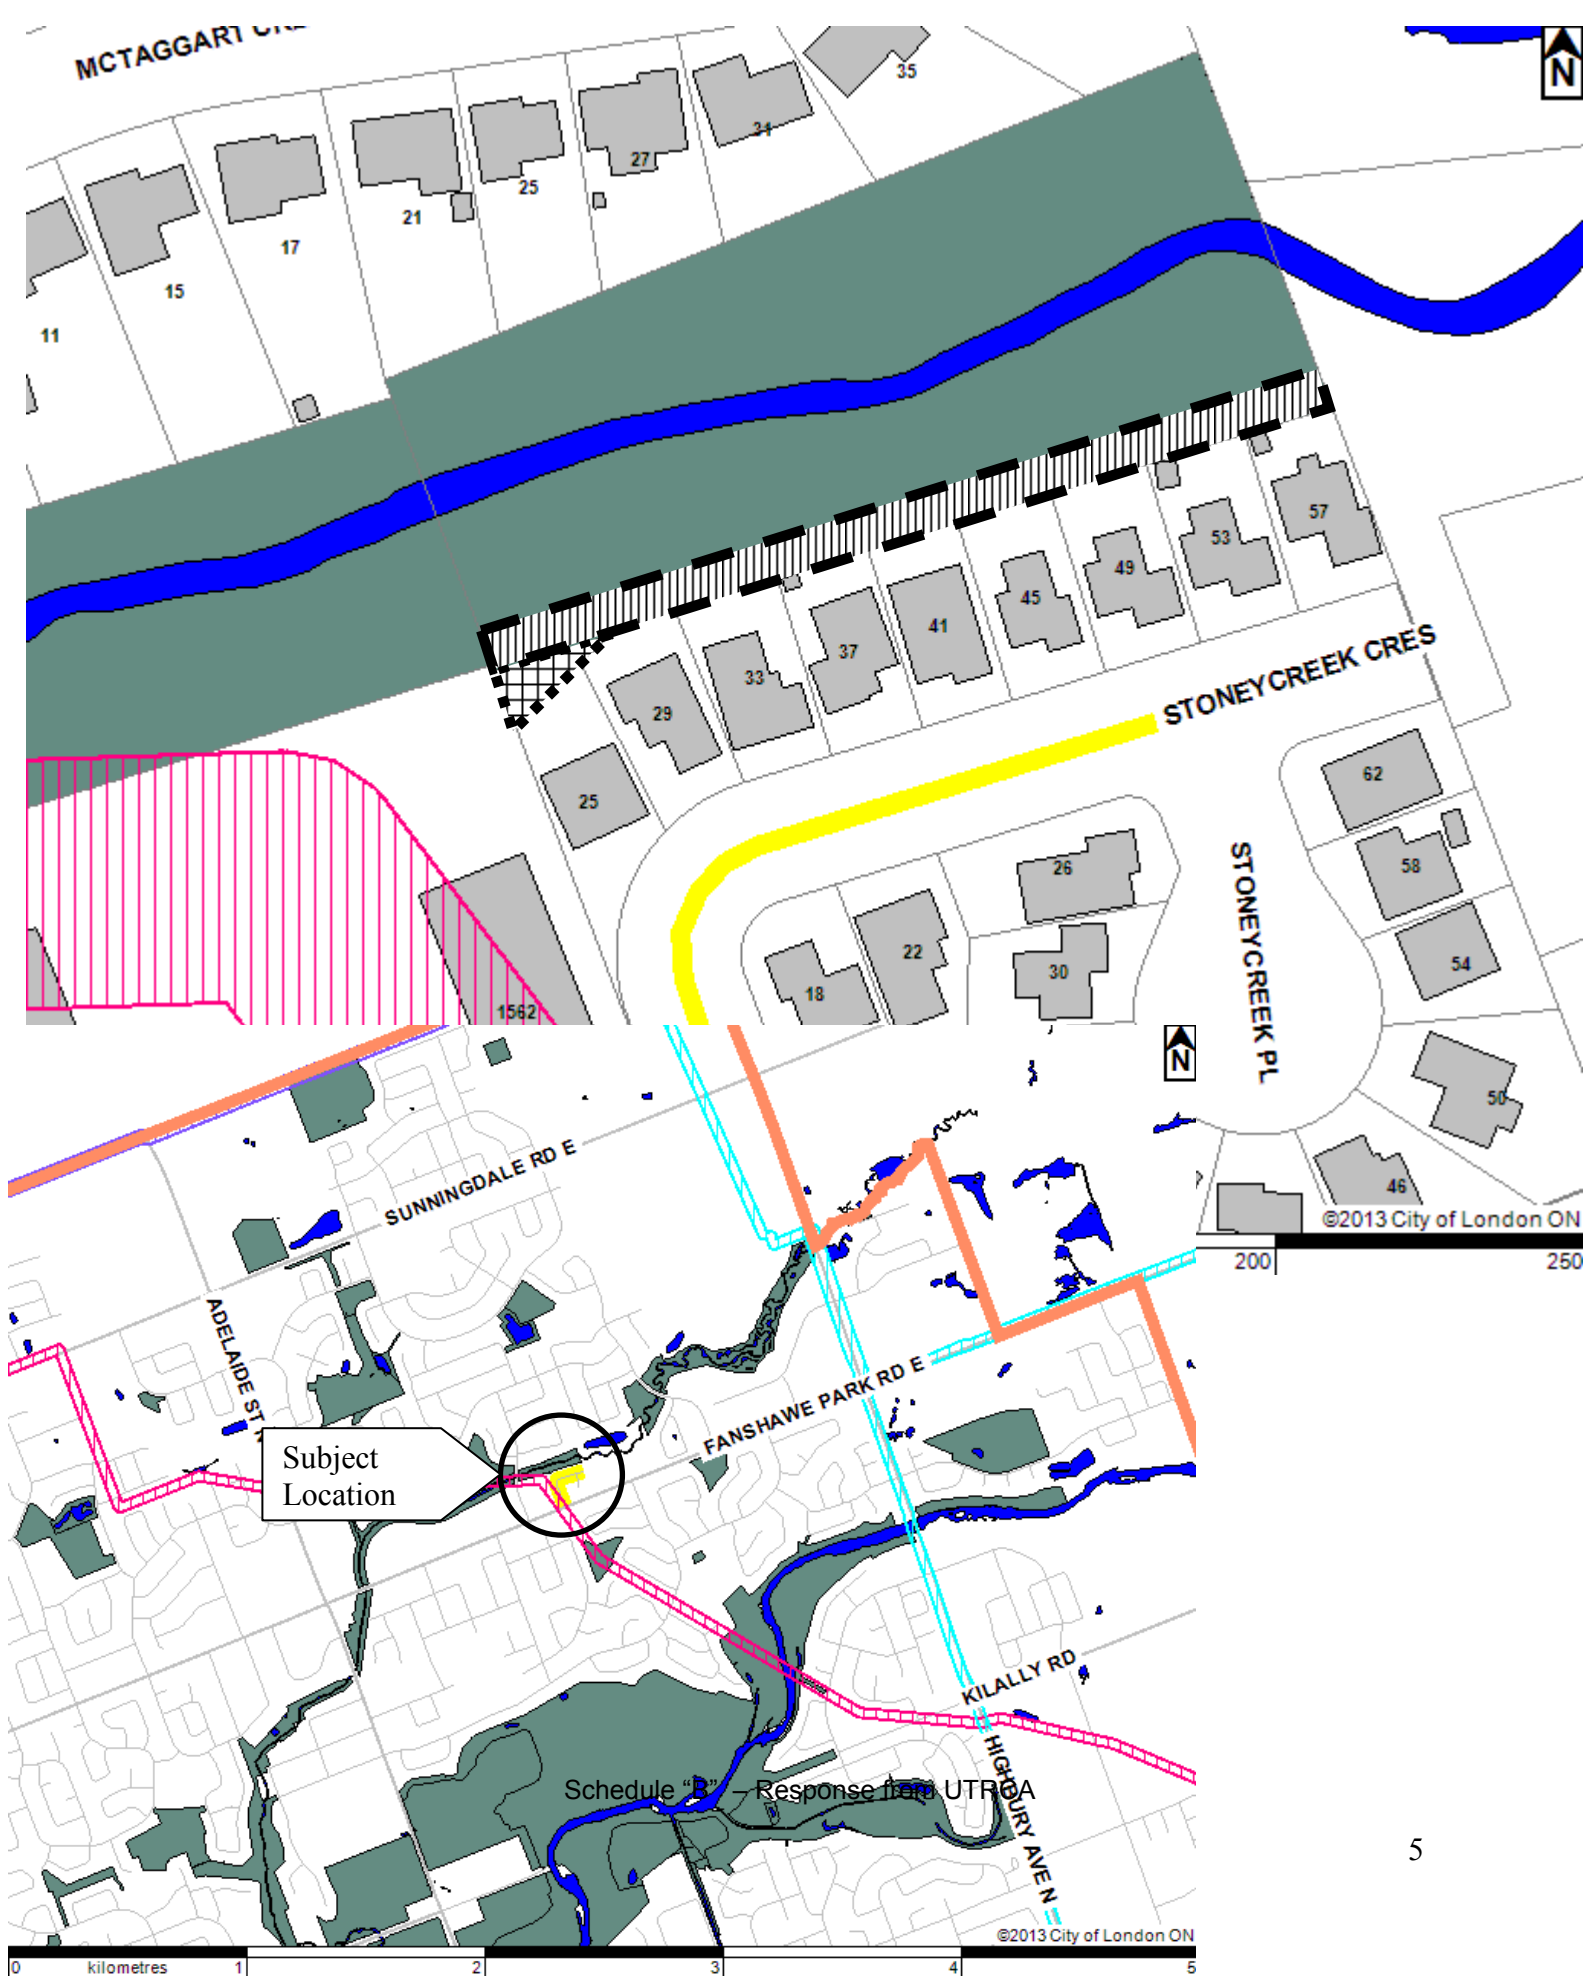 MCTAGGART
N
35
31
27
25
21
17
15
11
57
53
49
45
41
37
33
29
25
STONEYCREEK CRES
62
58
54
50
46
26
30
22
18
1562
STONEYCREEK PL
©2013 City of London ON
200
250
N
SUNNINGDALE RD E
ADELAIDE ST
FANSHAWE PARK RD E
Subject
Location
KILALLY RD
HIGHBURY AVE N
Schedule “B” – Response from UTRCA
5
©2013 City of London ON
0 kilometres 1 2 3 4 5